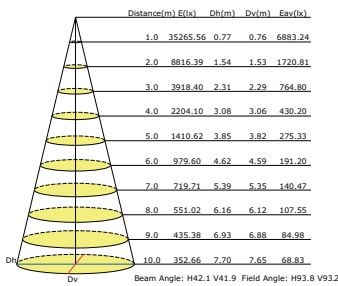 Distance(m) E(lx) Dh(m) Dv(m) Eav(lx)
1.0 35265.56 0.77 0.76 6883.24
2.0 8816.39 1.54 1.53 1720.81
3.0 3918.40 2.31 2.29 764.80
4.0 2204.10 3.08 3.06 430.20
5.0 1410.62 3.85 3.82 275.33
6.0 979.60 4.62 4.59 191.20
7.0 719.71 5.39 5.35 140.47
8.0 551.02 6.16 6.12 107.55
9.0 435.38 6.93 6.88 84.98
Dh 10.0 352.66 7.70 7.65 68.83
Dv
Beam Angle: H42.1 V41.9 Field Angle: H93.8 V93.2